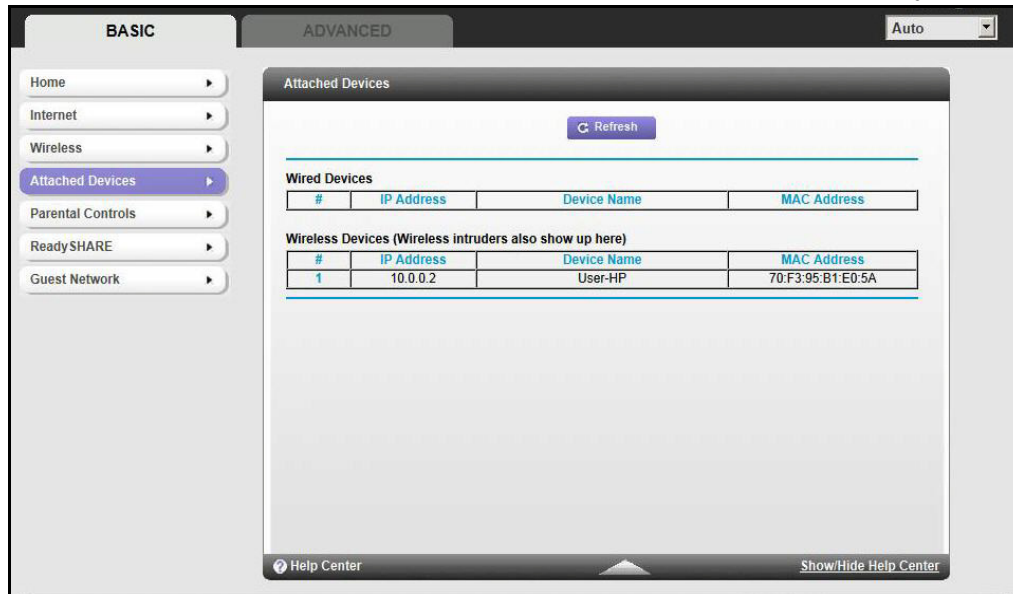 BASIC
ADVANCED
Auto
Home
Internet
Wireless
Attached Devices
Parental Controls
ReadySHARE
Guest Network
Attached Devices
Refresh
Wired Devices
# IP Address Device Name MAC Address
Wireless Devices (Wireless intruders also show up here)
# IP Address Device Name MAC Address
1 10.0.0.2 User-HP 70:F3:95:B1:E0:5A
Help Center
Show/Hide Help Center